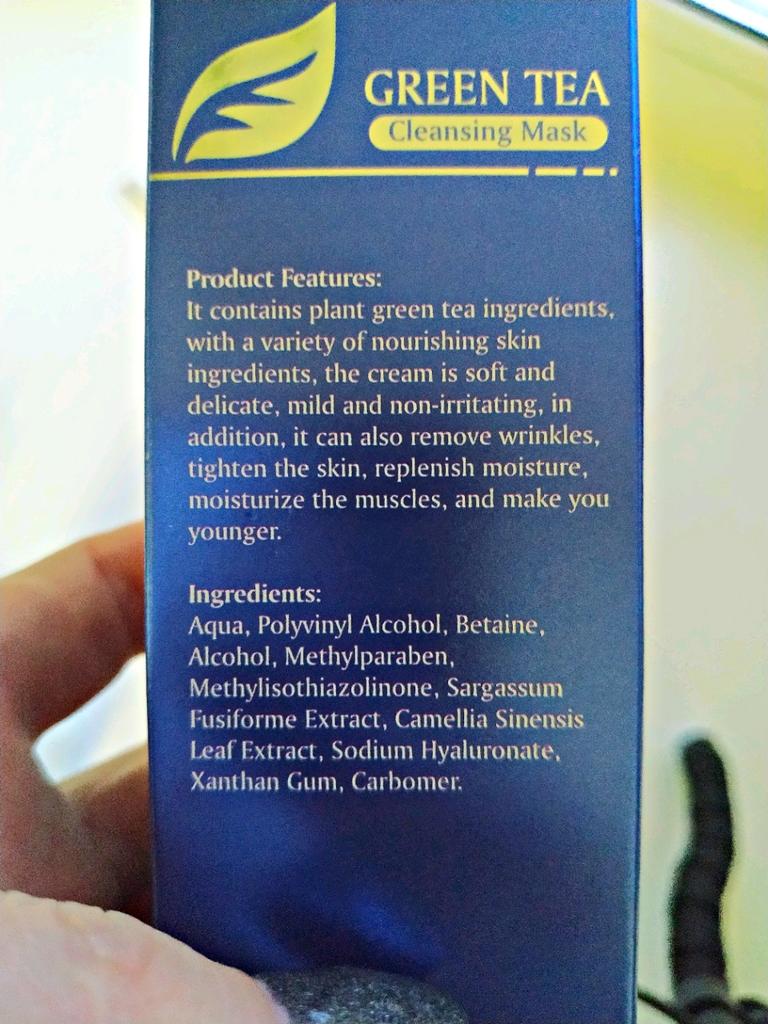 GREEN TEA
Cleansing Mask
Product Features:
It contains plant green tea ingredients,
with a variety of nourishing skin
ingredients, the cream is soft and
delicate, mild and non-irritating, in
addition, it can also remove wrinkles,
tighten the skin, replenish moisture,
moisturize the muscles, and make you
younger.
Ingredients:
Aqua, Polyvinyl Alcohol, Betaine,
Alcohol, Methylparaben,
Methylisothiazolinone, Sargassum
Fusiforme Extract, Camellia Sinensis
Leaf Extract, Sodium Hyaluronate,
Xanthan Gum, Carbomer.